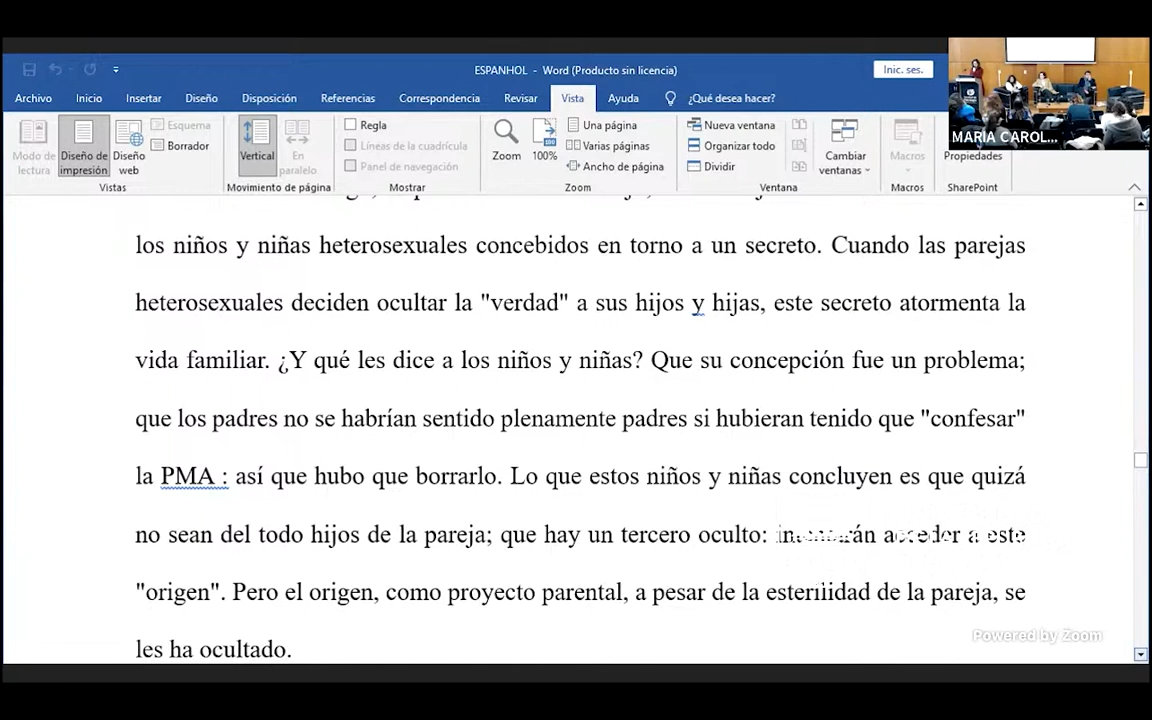 ESPANHOL - Word (Producto sin licencia)
Inic. ses.
Archivo Inicio Insertar Diseño Disposición Referencias Correspondencia Revisar Vista Ayuda ¿Qué desea hacer?
MARIA CAROL...
Modo de lectura
Diseño de impresión
Diseño web
Esquema
Borrador
Vistas
Vertical
En paralelo
Movimiento de página
Regla
Líneas de la cuadrícula
Panel de navegación
Mostrar
Zoom
100%
Una página
Varias páginas
Ancho de página
Zoom
Nueva ventana
Organizar todo
Dividir
Cambiar ventanas
Ventana
Macros
Macros
Propiedades
SharePoint
los niños y niñas heterosexuales concebidos en torno a un secreto. Cuando las parejas
heterosexuales deciden ocultar la "verdad" a sus hijos y hijas, este secreto atormenta la
vida familiar. ¿Y qué les dice a los niños y niñas? Que su concepción fue un problema;
que los padres no se habrían sentido plenamente padres si hubieran tenido que "confesar"
la PMA : así que hubo que borrarlo. Lo que estos niños y niñas concluyen es que quizá
no sean del todo hijos de la pareja; que hay un tercero oculto: acceder a este
"origen". Pero el origen, como proyecto parental, a pesar de la esterilidad de la pareja, se
les ha ocultado.
Powered by Zoom